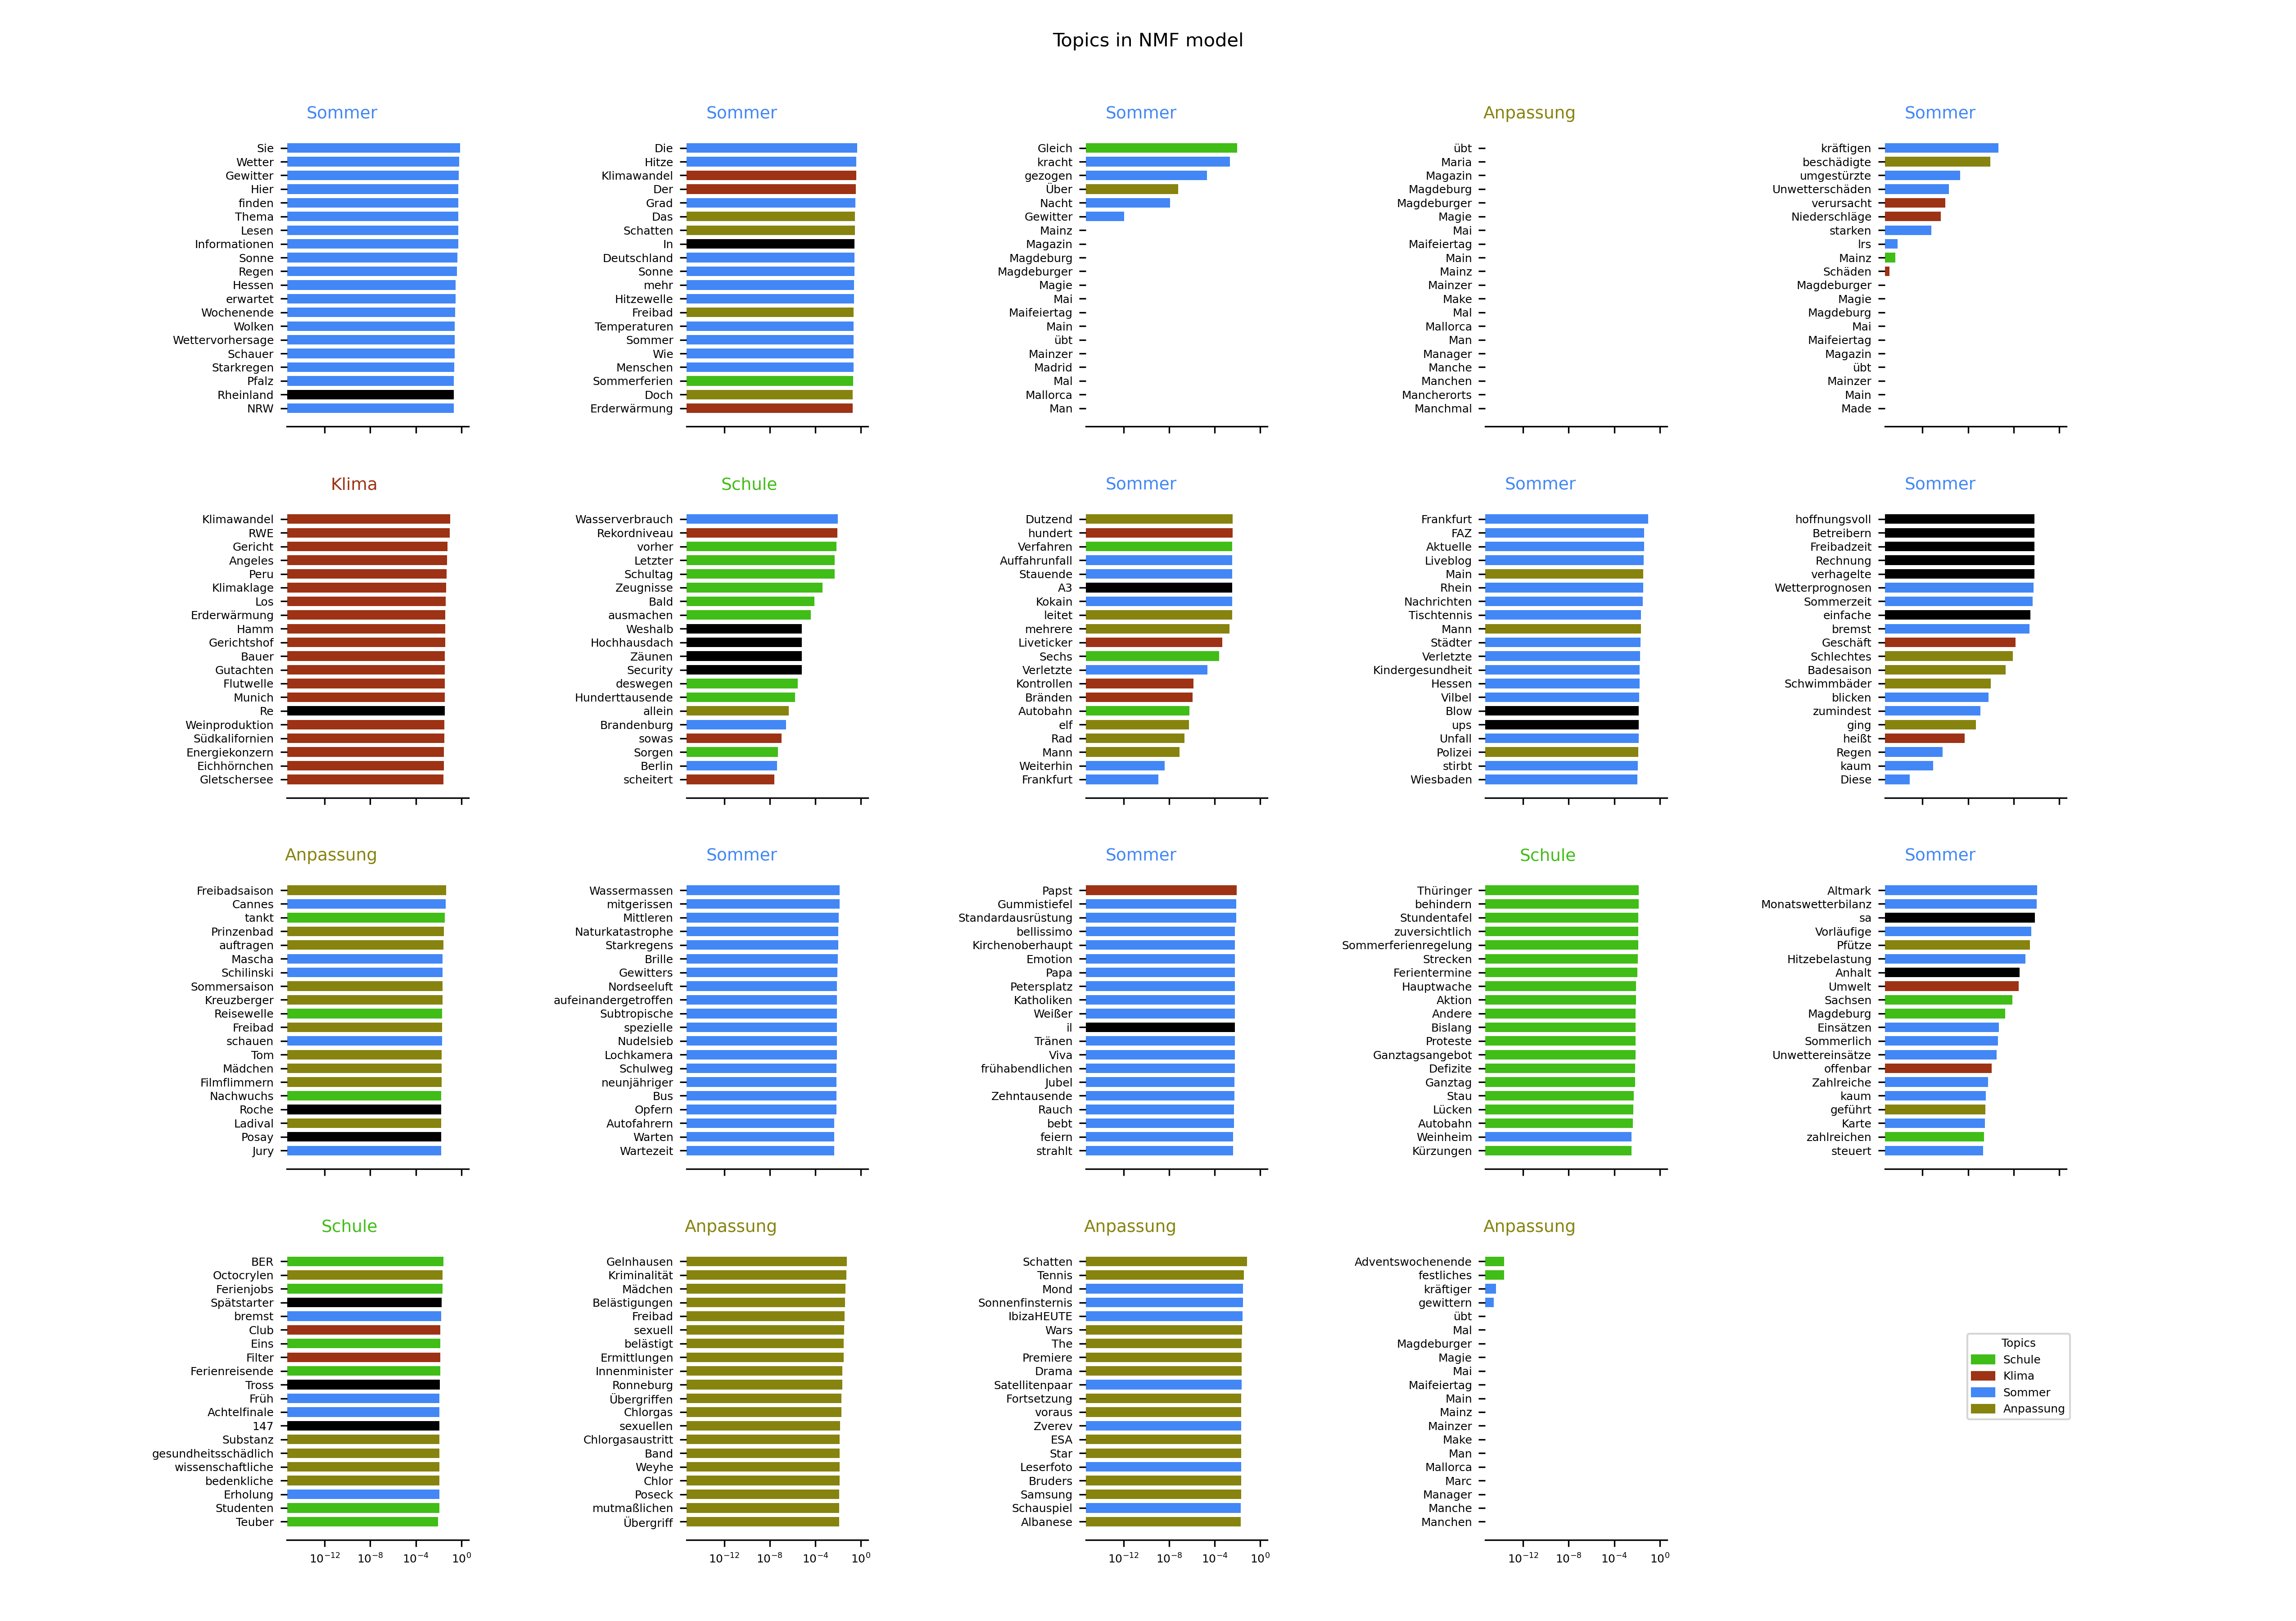 Topics in NMF model
Sommer
Sie
Wetter
Gewitter
Hier
finden
Thema
Lesen
Informationen
Sonne
Regen
Hessen
erwartet
Wochenende
Wolken
Wettervorhersage
Schauer
Starkregen
Pfalz
Rheinland
NRW
Sommer
Die
Hitze
Klimawandel
Der
Grad
Das
Schatten
In
Deutschland
Sonne
mehr
Hitzewelle
Freibad
Temperaturen
Sommer
Wie
Menschen
Sommerferien
Doch
Erderwärmung
Sommer
Gleich
kracht
gezogen
Über
Nacht
Gewitter
Mainz
Magazin
Magdeburg
Magdeburger
Magie
Mai
Maifeiertag
Main
übt
Mainzer
Madrid
Mal
Mallorca
Man
Anpassung
übt
Maria
Magazin
Magdeburg
Magdeburger
Magie
Mai
Maifeiertag
Main
Mainz
Mainzer
Make
Mal
Mallorca
Man
Manager
Manche
Manchen
Mancherorts
Manchmal
Sommer
kräftigen
beschädigte
umgestürzte
Unwetterschäden
verursacht
Niederschläge
starken
lrs
Mainz
Schäden
Magdeburger
Magie
Magdeburg
Mai
Maifeiertag
Magazin
übt
Mainzer
Main
Made
Klima
Klimawandel
RWE
Gericht
Angeles
Peru
Klimaklage
Los
Erderwärmung
Hamm
Gerichtshof
Bauer
Gutachten
Flutwelle
Munich
Re
Weinproduktion
Südkalifornien
Energiekonzern
Eichhörnchen
Gletschersee
Schule
Wasserverbrauch
Rekordniveau
vorher
Letzter
Schultag
Zeugnisse
Bald
ausmachen
Weshalb
Hochhausdach
Zäunen
Security
deswegen
Hunderttausende
allein
Brandenburg
sowas
Sorgen
Berlin
scheitert
Sommer
Dutzend
hundert
Verfahren
Auffahrunfall
Stauende
A3
Kokain
leitet
mehrere
Liveticker
Sechs
Verletzte
Kontrollen
Bränden
Autobahn
elf
Rad
Mann
Weiterhin
Frankfurt
Sommer
Frankfurt
FAZ
Aktuelle
Liveblog
Main
Rhein
Nachrichten
Tischtennis
Mann
Städter
Verletzte
Kindergesundheit
Hessen
Vilbel
Blow
ups
Unfall
Polizei
stirbt
Wiesbaden
Sommer
hoffnungsvoll
Betreibern
Freibadzeit
Rechnung
verhagelte
Wetterprognosen
Sommerzeit
einfache
bremst
Geschäft
Schlechtes
Badesaison
Schwimmbäder
blicken
zumindest
ging
heißt
Regen
kaum
Diese
Anpassung
Freibadsaison
Cannes
tankt
Prinzenbad
auftragen
Mascha
Schilinski
Sommersaison
Kreuzberger
Reisewelle
Freibad
schauen
Tom
Mädchen
Filmflimmern
Nachwuchs
Roche
Ladival
Posay
Jury
Sommer
Wassermassen
mitgerissen
Mittleren
Naturkatastrophe
Starkregens
Brille
Gewitters
Nordseeluft
aufeinandergetroffen
Subtropische
spezielle
Nudelsieb
Lochkamera
Schulweg
neunjähriger
Bus
Opfern
Autofahrern
Warten
Wartezeit
Sommer
Papst
Gummistiefel
Standardausrüstung
bellissimo
Kirchenoberhaupt
Emotion
Papa
Petersplatz
Katholiken
Weißer
il
Tränen
Viva
frühabendlichen
Jubel
Zehntausende
Rauch
bebt
feiern
strahlt
Schule
Thüringer
behindern
Stundentafel
zuversichtlich
Sommerferienregelung
Strecken
Ferientermine
Hauptwache
Aktion
Andere
Bislang
Proteste
Ganztagsangebot
Defizite
Ganztag
Stau
Lücken
Autobahn
Weinheim
Kürzungen
Sommer
Altmark
Monatswetterbilanz
sa
Vorläufige
Pfütze
Hitzebelastung
Anhalt
Umwelt
Sachsen
Magdeburg
Einsätzen
Sommerlich
Unwettereinsätze
offenbar
Zahlreiche
kaum
geführt
Karte
zahlreichen
steuert
Schule
BER
Octocrylen
Ferienjobs
Spätstarter
bremst
Club
Eins
Filter
Ferienreisende
Tross
Früh
Achtelfinale
147
Substanz
gesundheitsschädlich
wissenschaftliche
bedenkliche
Erholung
Studenten
Teuber
10⁻¹² 10⁻⁸ 10⁻⁴ 10⁰
Anpassung
Gelnhausen
Kriminalität
Mädchen
Belästigungen
Freibad
sexuell
belästigt
Ermittlungen
Innenminister
Ronneburg
Übergriffen
Chlorgas
sexuellen
Chlorgasaustritt
Band
Weyhe
Chlor
Poseck
mutmaßlichen
Übergriff
10⁻¹² 10⁻⁸ 10⁻⁴ 10⁰
Anpassung
Schatten
Tennis
Mond
Sonnenfinsternis
IbizaHEUTE
Wars
The
Premiere
Drama
Satellitenpaar
Fortsetzung
voraus
Zverev
ESA
Star
Leserfoto
Bruders
Samsung
Schauspiel
Albanese
10⁻¹² 10⁻⁸ 10⁻⁴ 10⁰
Anpassung
Adventswochenende
festliches
kräftiger
gewittern
übt
Mal
Magdeburger
Magie
Mai
Maifeiertag
Main
Mainz
Mainzer
Make
Man
Mallorca
Marc
Manager
Manche
Manchen
10⁻¹² 10⁻⁸ 10⁻⁴ 10⁰
Topics
Schule
Klima
Sommer
Anpassung